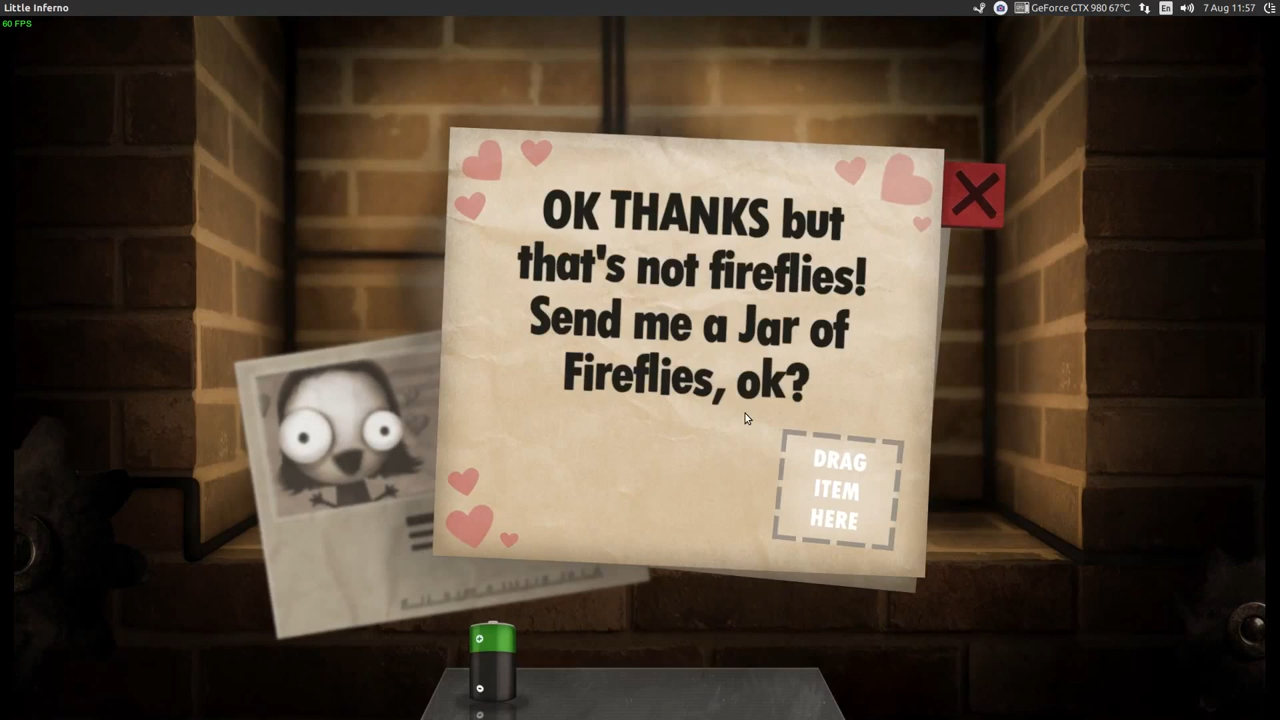 Little Inferno
GeForce GTX 980 67°C
En
7 Aug 11:57
60 FPS
OK THANKS but
that's not fireflies!
Send me a Jar of
Fireflies, ok?
DRAG
ITEM
HERE